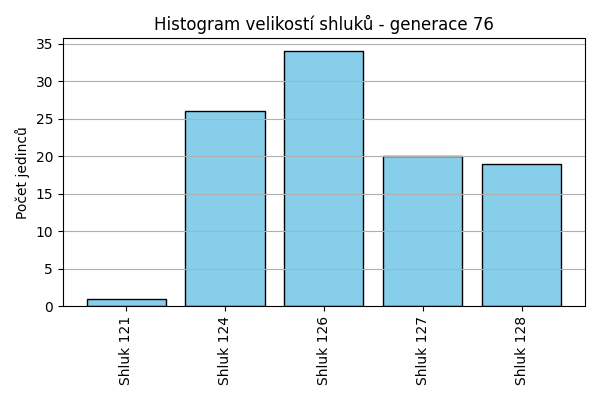 Histogram velikostí shluků - generace 76
Počet jedinců
35
30
25
20
15
10
5
0
Shluk 121
Shluk 124
Shluk 126
Shluk 127
Shluk 128